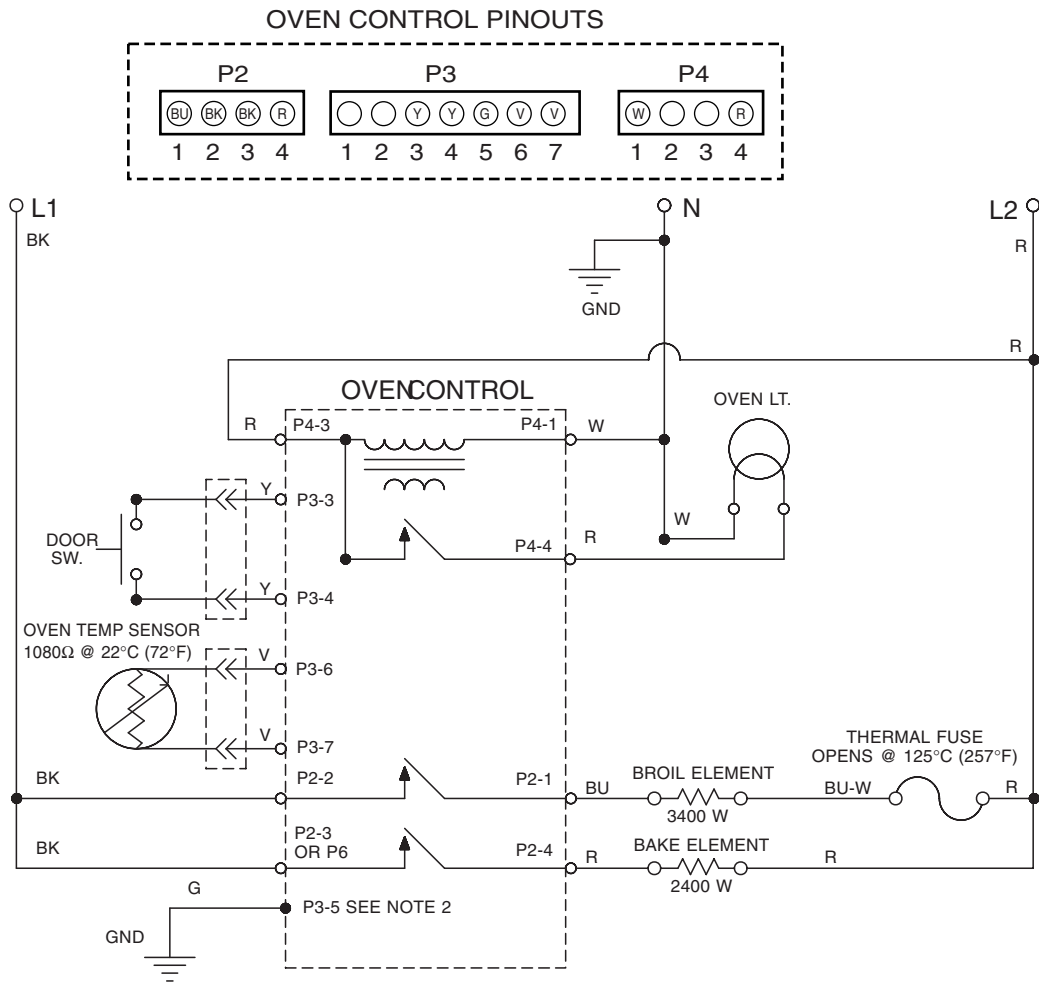 OVEN CONTROL PINOUTS
P2 P3 P4
BU BK BK R Y Y G V V W R
1 2 3 4 1 2 3 4 5 6 7 1 2 3 4
L1 N L2
BK R
GND
R
OVEN CONTROL OVEN LT.
R P4-3 P4-1 W
Y P3-3
W
DOOR
SW.
P4-4 R
Y P3-4
OVEN TEMP SENSOR
1080Ω @ 22°C (72°F)
V P3-6
V P3-7
THERMAL FUSE
OPENS @ 125°C (257°F)
BK P2-2 P2-1 BU BROIL ELEMENT BU-W R
3400 W
BK P2-3
OR P6
P2-4 R BAKE ELEMENT R
2400 W
G
P3-5 SEE NOTE 2
GND